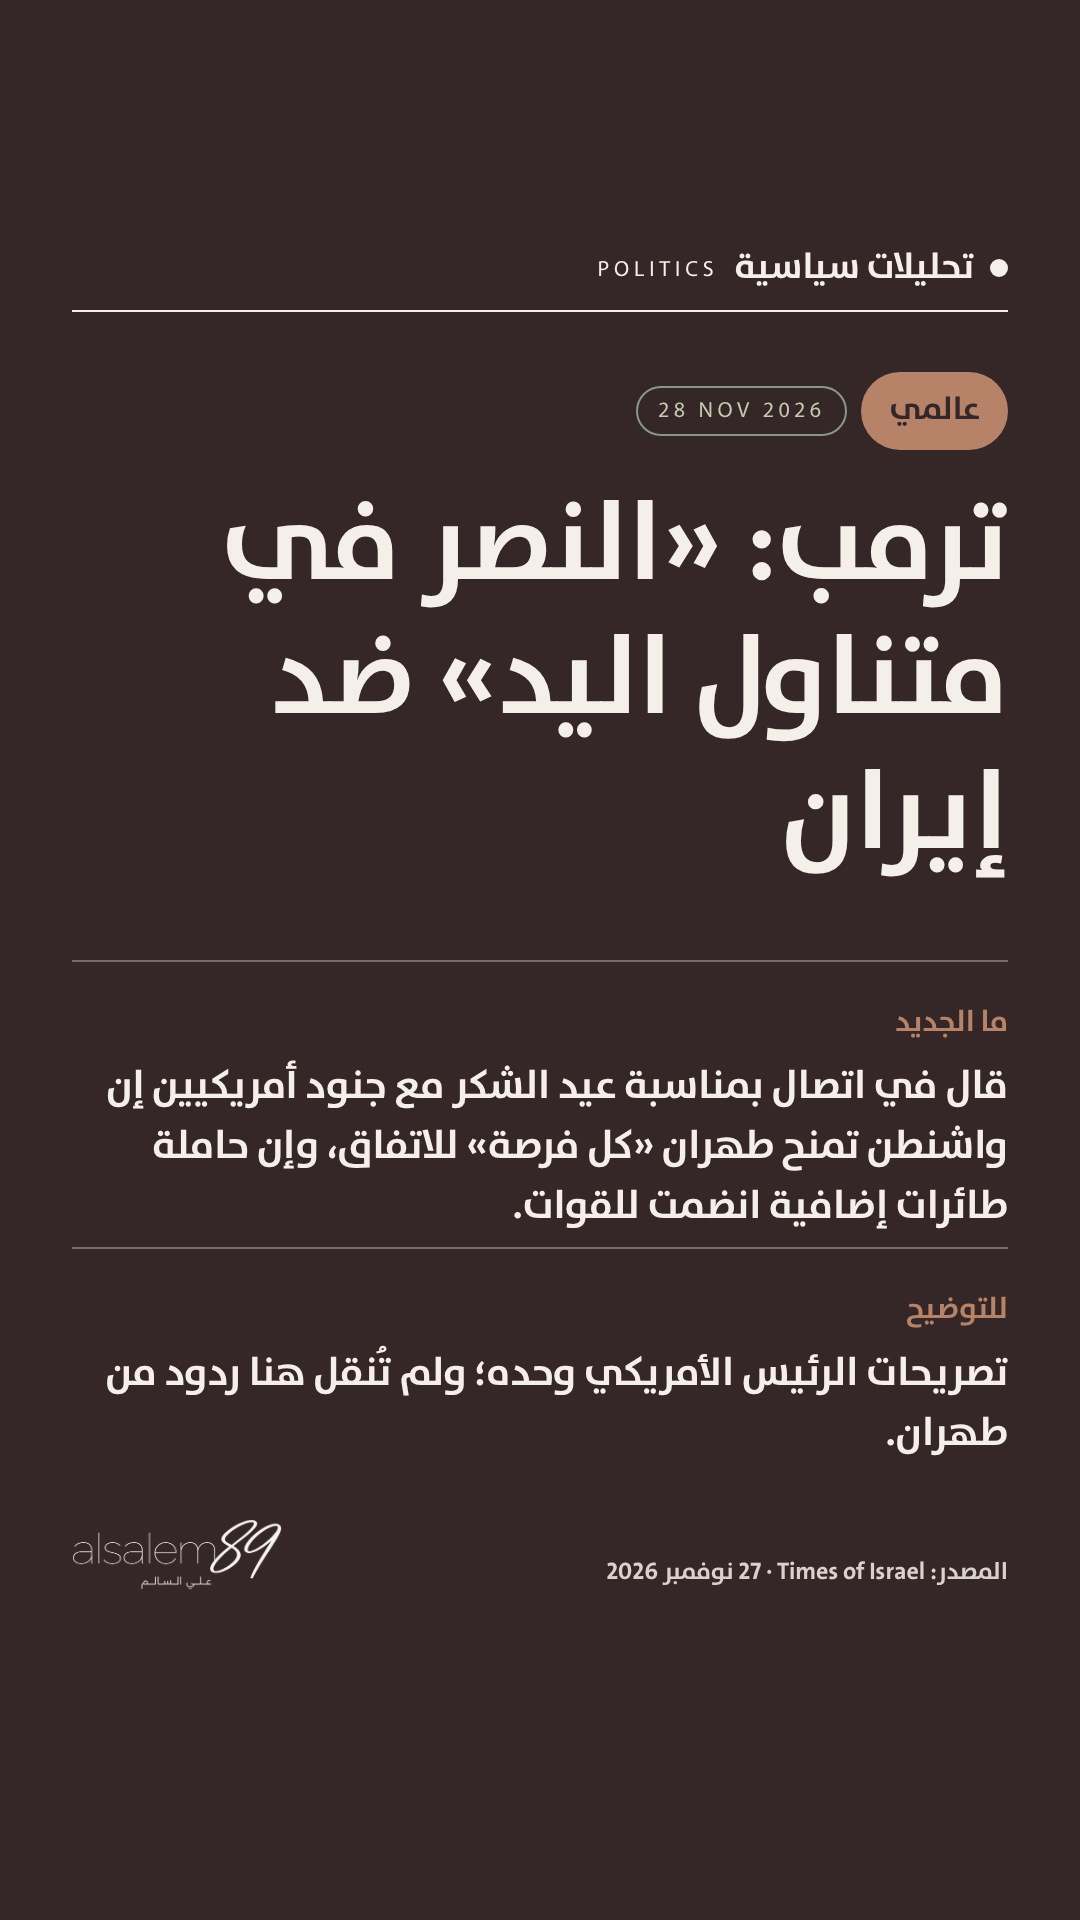 تحليلات سياسية POLITICS
عالمي 28 NOV 2026
ترمب: «النصر في
متناول اليد» ضد
إيران
ما الجديد
قال في اتصال بمناسبة عيد الشكر مع جنود أمريكيين إن
واشنطن تمنح طهران «كل فرصة» للاتفاق، وإن حاملة
طائرات إضافية انضمت للقوات.
للتوضيح
تصريحات الرئيس الأمريكي وحده؛ ولم تُنقل هنا ردود من
طهران.
المصدر: Times of Israel · 27 نوفمبر 2026
alsalem89
علي السالم